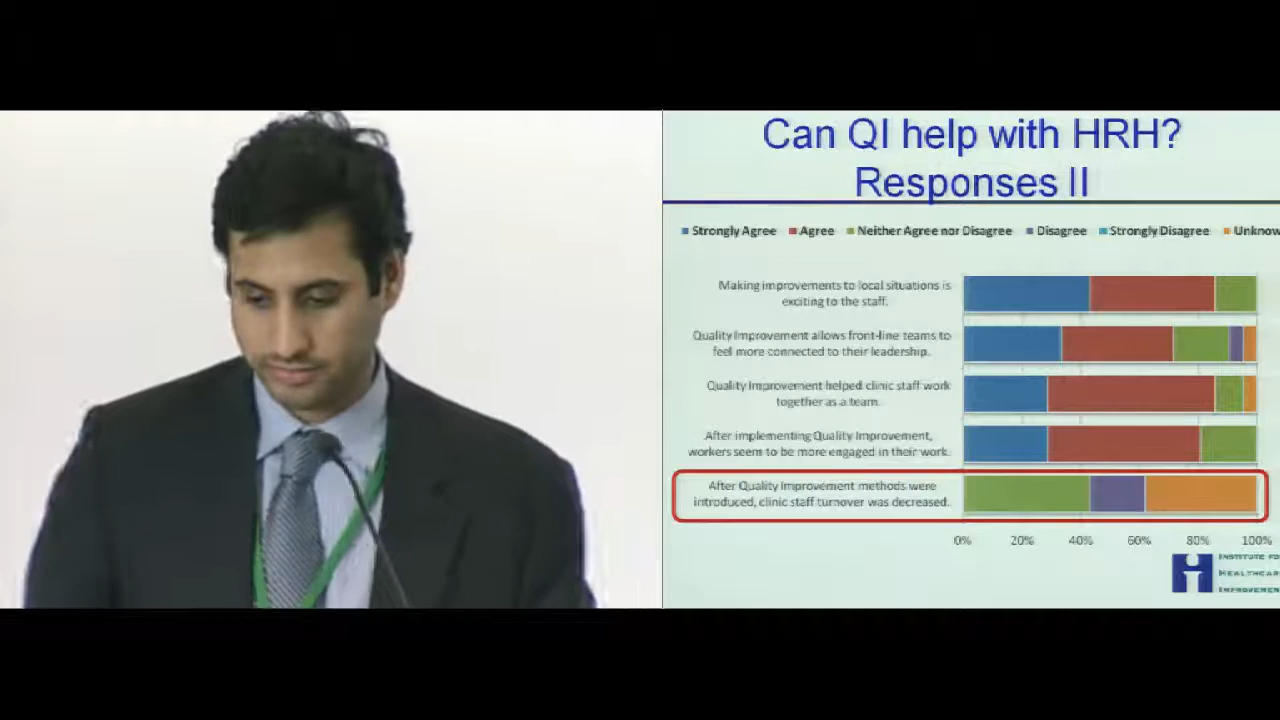 Can QI help with HRH?
Responses II
Strongly Agree Agree Neither Agree nor Disagree Disagree Strongly Disagree Unknow
Making improvements to local situations is
exciting to the staff.
Quality Improvement allows front-line teams to
feel more connected to their leadership.
Quality Improvement helped clinic staff work
together as a team.
After implementing Quality Improvement,
workers seem to be more engaged in their work.
After Quality Improvement methods were
introduced, clinic staff turnover was decreased.
0% 20% 40% 60% 80% 100%
INSTITUTE FO
HEALTHCAR
IMPROVEMEN